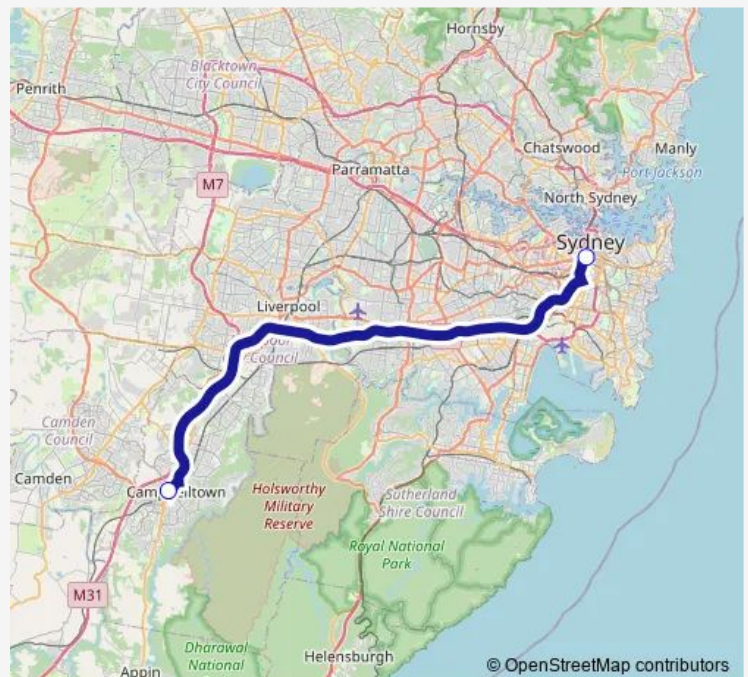 Hornsby
Blacktown
City Council
Penrith
Chatswood
Manly
Parramatta
Port Jackson
M7
North Sydney
Sydney
Liverpool
Council
Camden
Council
Camden
Holsworthy
Military
Reserve
Sutherland
Shire Council
Royal National
Park
M31
Dharawal
National
Helensburgh
Appin
© OpenStreetMap contributors